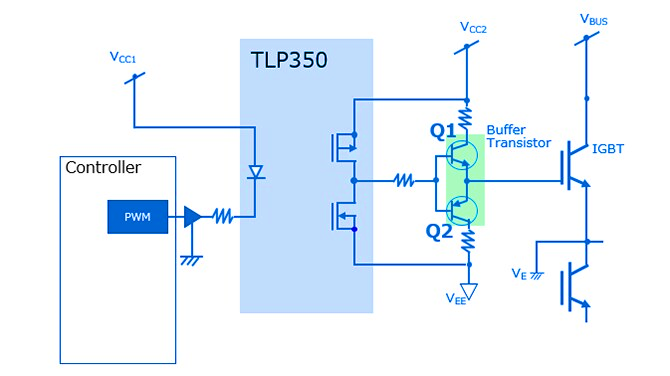 VCC1
TLP350
VCC2
VBUS
Q1
Buffer
Transistor
IGBT
Controller
PWM
Q2
VE
VEE